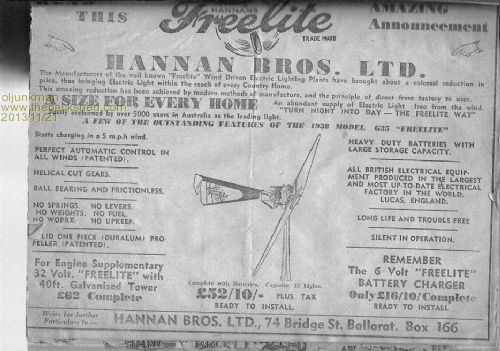 THIS
HANNANS
Freelite
TRADE MARK
AMAZING
Announcement
HANNAN BROS. LTD.
The Manufacturers of the well known "Freelite" Wind Driven Electric Lighting Plants have brought about a colossal reduction in
price, thus bringing Electric Light within the reach of every Country Home.
This amazing reduction has been achieved by modern methods of manufacture, and the principle of direct from factory to user.
A SIZE FOR EVERY HOME
An abundant supply of Electric Light free from the wind.
"TURN NIGHT INTO DAY — THE FREELITE WAY"
acclaimed by over 5000 users in Australia as the leading light.
A FEW OF THE OUTSTANDING FEATURES OF THE 1938 MODEL G35 "FREELITE"
Starts charging in a 5 m.p.h wind.
PERFECT AUTOMATIC CONTROL IN
ALL WINDS (PATENTED).
HELICAL CUT GEARS.
BALL BEARING AND FRICTIONLESS.
NO SPRINGS. NO LEVERS.
NO WEIGHTS. NO FUEL.
NO WORRY. NO UPKEEP.
LID ONE PIECE (DURALUM) PRO-
PELLER (PATENTED).
For Engine Supplementary
32 Volt. "FREELITE" with
40ft. Galvanised Tower
£62 Complete
HEAVY DUTY BATTERIES WITH
LARGE STORAGE CAPACITY.
ALL BRITISH ELECTRICAL EQUIP-
MENT PRODUCED IN THE LARGEST
AND MOST UP-TO-DATE ELECTRICAL
FACTORY IN THE WORLD.
LUCAS, ENGLAND.
LONG LIFE AND TROUBLE FREE
SILENT IN OPERATION.
REMEMBER
The 6 Volt "FREELITE"
BATTERY CHARGER
Only £16/10/- Complete
READY TO INSTALL.
Complete with Batteries. Capacity, 15 Lights.
£52/10/- PLUS TAX
READY TO INSTALL.
Write for further
Particulars to
HANNAN BROS. LTD., 74 Bridge St. Ballarat. Box 166
oljunkman
www.thebackshed.com
2013/11/21